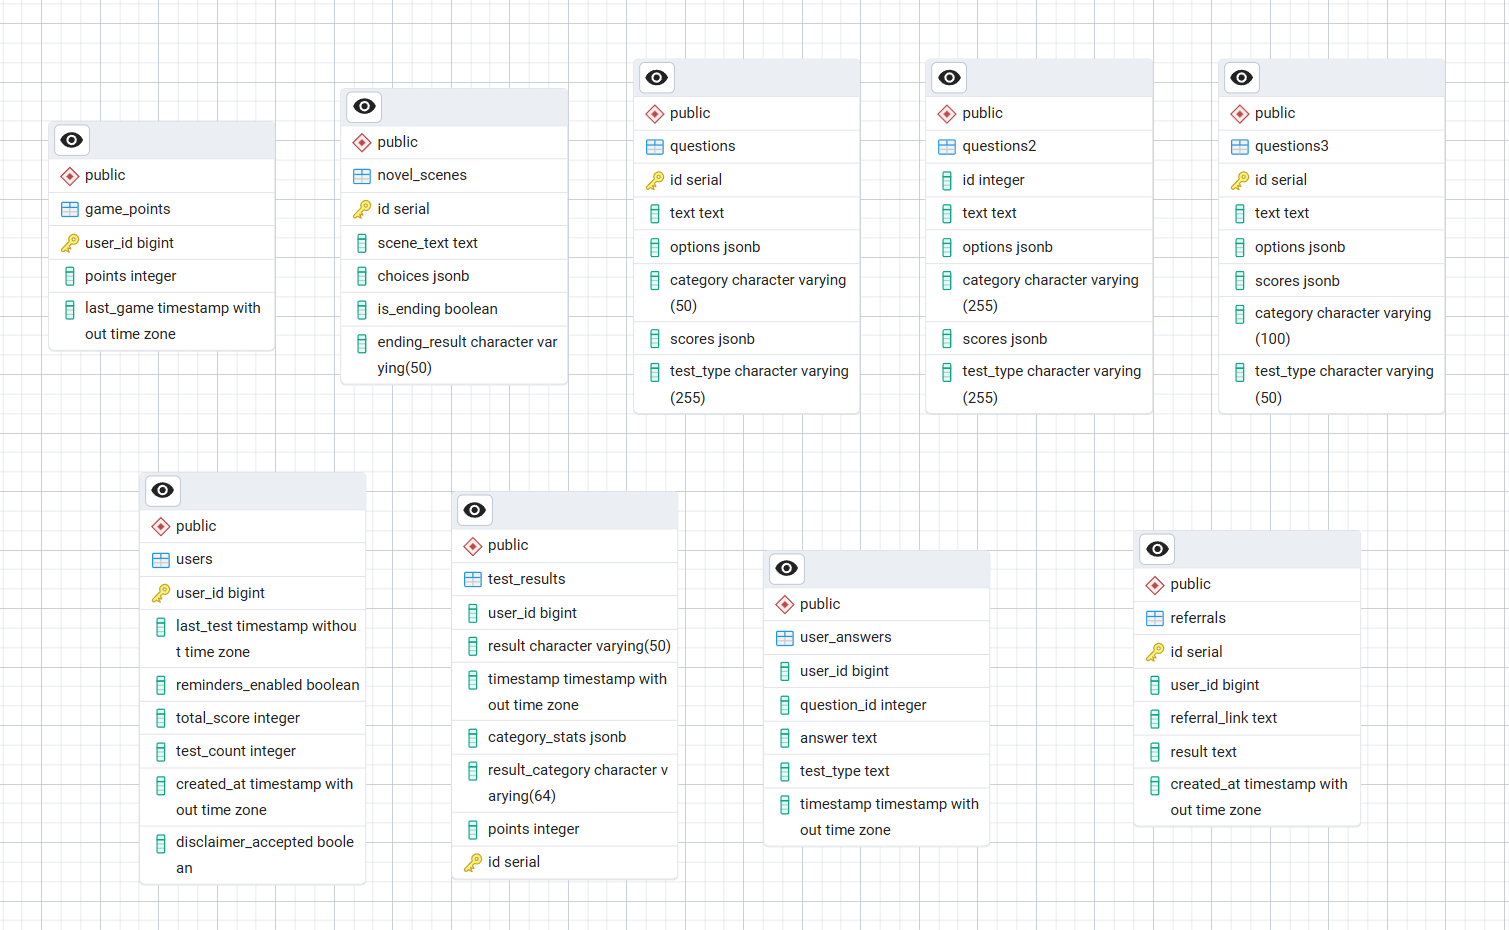 public
game_points
user_id bigint
points integer
last_game timestamp with
out time zone
public
novel_scenes
id serial
scene_text text
choices jsonb
is_ending boolean
ending_result character var
ying(50)
public
questions
id serial
text text
options jsonb
category character varying
(50)
scores jsonb
test_type character varying
(255)
public
questions2
id integer
text text
options jsonb
category character varying
(255)
scores jsonb
test_type character varying
(255)
public
questions3
id serial
text text
options jsonb
scores jsonb
category character varying
(100)
test_type character varying
(50)
public
users
user_id bigint
last_test timestamp withou
t time zone
reminders_enabled boolean
total_score integer
test_count integer
created_at timestamp with
out time zone
disclaimer_accepted boole
an
public
test_results
user_id bigint
result character varying(50)
timestamp timestamp with
out time zone
category_stats jsonb
result_category character v
arying(64)
points integer
id serial
public
user_answers
user_id bigint
question_id integer
answer text
test_type text
timestamp timestamp with
out time zone
public
referrals
id serial
user_id bigint
referral_link text
result text
created_at timestamp with
out time zone